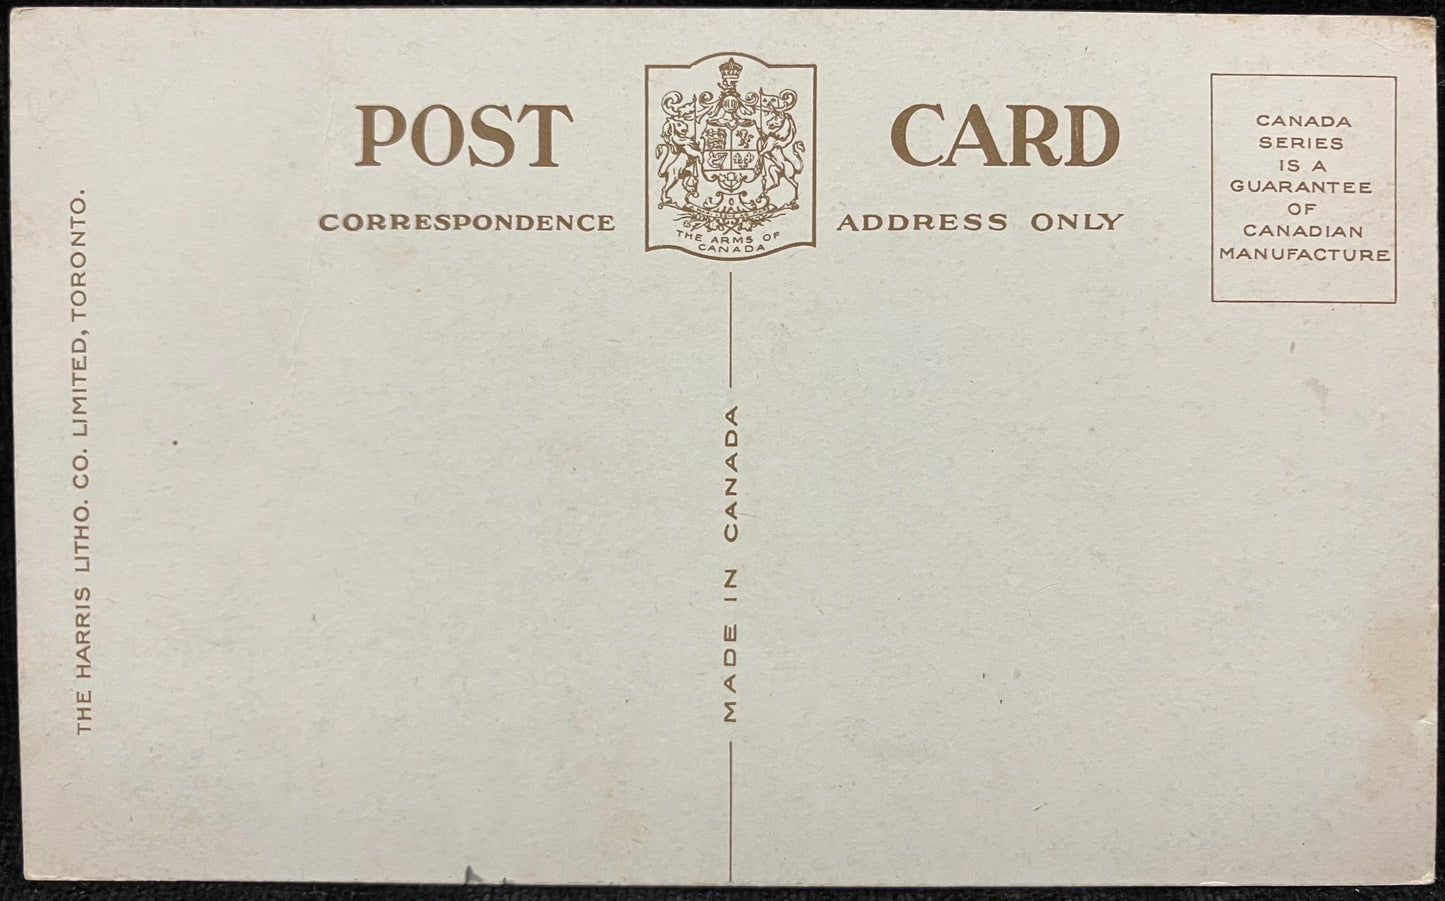 POST CARD
CORRESPONDENCE
ADDRESS ONLY
THE ARMS OF
CANADA
CANADA
SERIES
IS A
GUARANTEE
OF
CANADIAN
MANUFACTURE
THE HARRIS LITHO. CO. LIMITED, TORONTO.
MADE IN CANADA